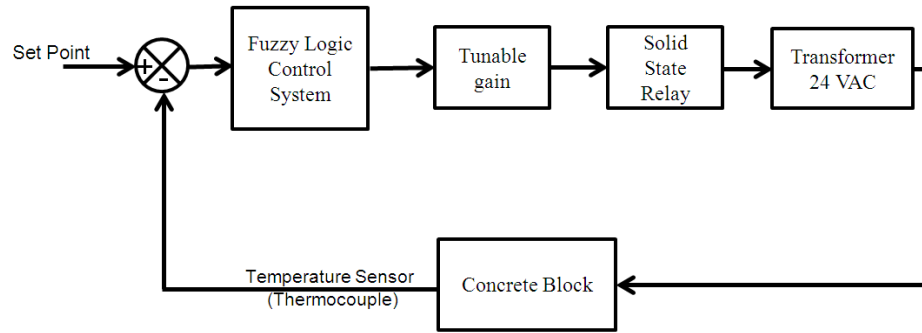 Set Point
+
-
Fuzzy Logic
Control
System
Tunable
gain
Solid
State
Relay
Transformer
24 VAC
Temperature Sensor
(Thermocouple)
Concrete Block